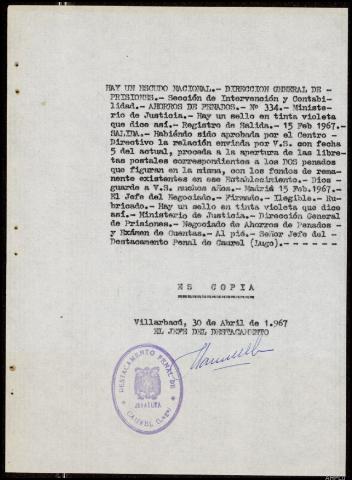 HAY UN ESCUDO NACIONAL.- DIRECCION GENERAL DE -
PRISIONES.- Sección de Intervención y Contabi-
lidad.- AHORROS DE PENADOS.- Nº 334.- Ministe-
rio de Justicia.- Hay un sello en tinta violeta
que dice así.- Registro de Salida.- 15 Feb 1967.-
SALIDA.- Habiéndo sido aprobada por el Centro -
Directivo la relación enviada por V.S. con fecha
5 del actual, proceda a la apertura de las libre-
tas postales correspondientes a los DOS penados
que figuran en la misma, con los fondos de rema-
nente existentes en ese Establecimiento.- Dios -
guarde a V.S. muchos años.- Madrid 15 Feb.1967.-
El Jefe del Negociado.- Firmado.- Ilegible.- Ru-
bricado.- Hay un sello en tinta violeta que dice
así.- Ministerio de Justicia.- Dirección General
de Prisiones.- Negociado de Ahorros de Penados -
y Exámen de Cuentas.- Al pié.- Señor Jefe del -
Destacamento Penal de Caurel (Lugo).- - - - - -
ES COPIA
==============
Villarbacú, 30 de Abril de 1.967
EL JEFE DEL DESTACAMENTO
DESTACAMENTO PENAL DE
JEFATURA
CAUREL (LUGO)